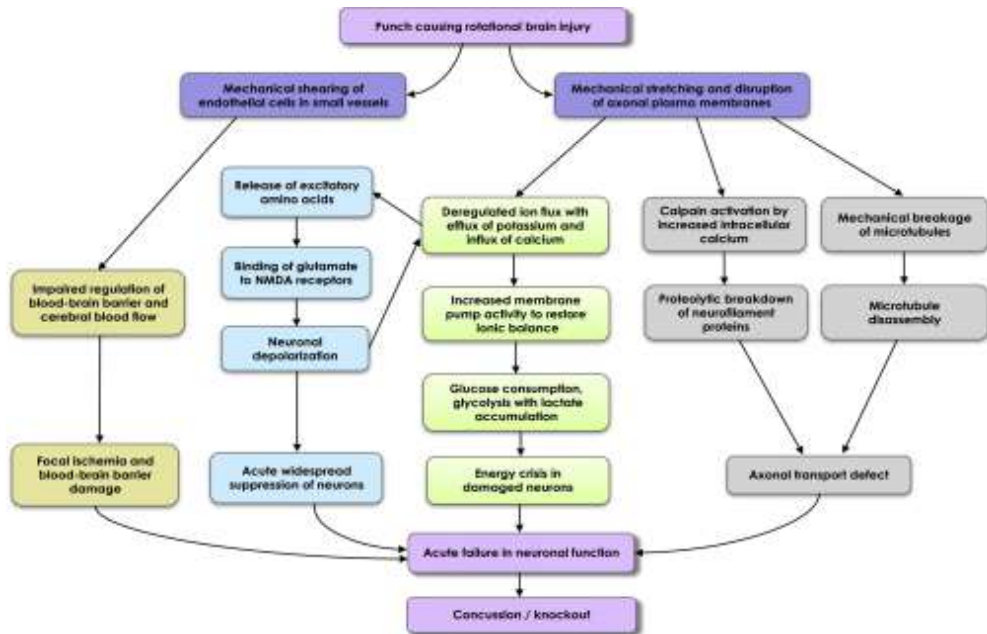 Punch causing rotational brain injury
Mechanical shearing of
endothelial cells in small vessels
Mechanical stretching and disruption
of axonal plasma membranes
Release of excitatory
amino acids
Deregulated ion flux with
efflux of potassium and
influx of calcium
Calpain activation by
increased intracellular
calcium
Mechanical breakage
of microtubules
Impaired regulation of
blood-brain barrier and
cerebral blood flow
Binding of glutamate
to NMDA receptors
Increased membrane
pump activity to restore
ionic balance
Proteolytic breakdown
of neurofilament
proteins
Microtubule
disassembly
Neuronal
depolarization
Glucose consumption,
glycolysis with lactate
accumulation
Focal ischemia and
blood-brain barrier
damage
Acute widespread
suppression of neurons
Energy crisis in
damaged neurons
Axonal transport defect
Acute failure in neuronal function
Concussion / knockout